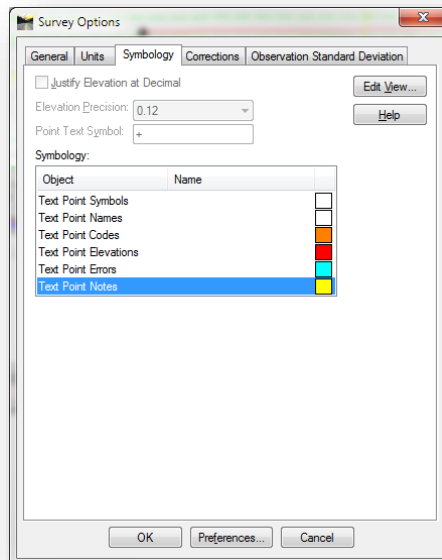 Survey Options
General Units Symbology Corrections Observation Standard Deviation
Justify Elevation at Decimal
Edit View...
Elevation Precision: 0.12
Help
Point Text Symbol: +
Symbology:
Object Name
Text Point Symbols
Text Point Names
Text Point Codes
Text Point Elevations
Text Point Errors
Text Point Notes
OK Preferences... Cancel